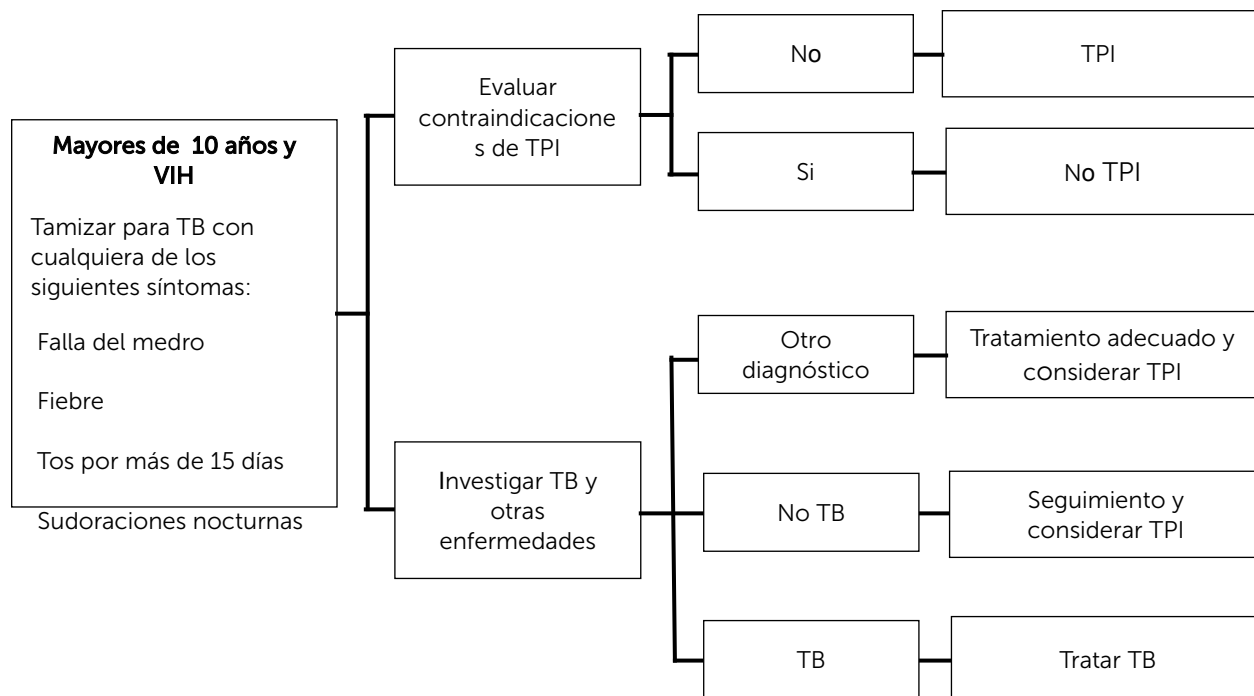 Mayores de 10 años y
VIH
Tamizar para TB con
cualquiera de los
siguientes síntomas:
Falla del medro
Fiebre
Tos por más de 15 días
Sudoraciones nocturnas
Evaluar
contraindicacione
s de TPI
No
TPI
Si
No TPI
Investigar TB y
otras
enfermedades
Otro
diagnóstico
Tratamiento adecuado y
considerar TPI
No TB
Seguimiento y
considerar TPI
TB
Tratar TB